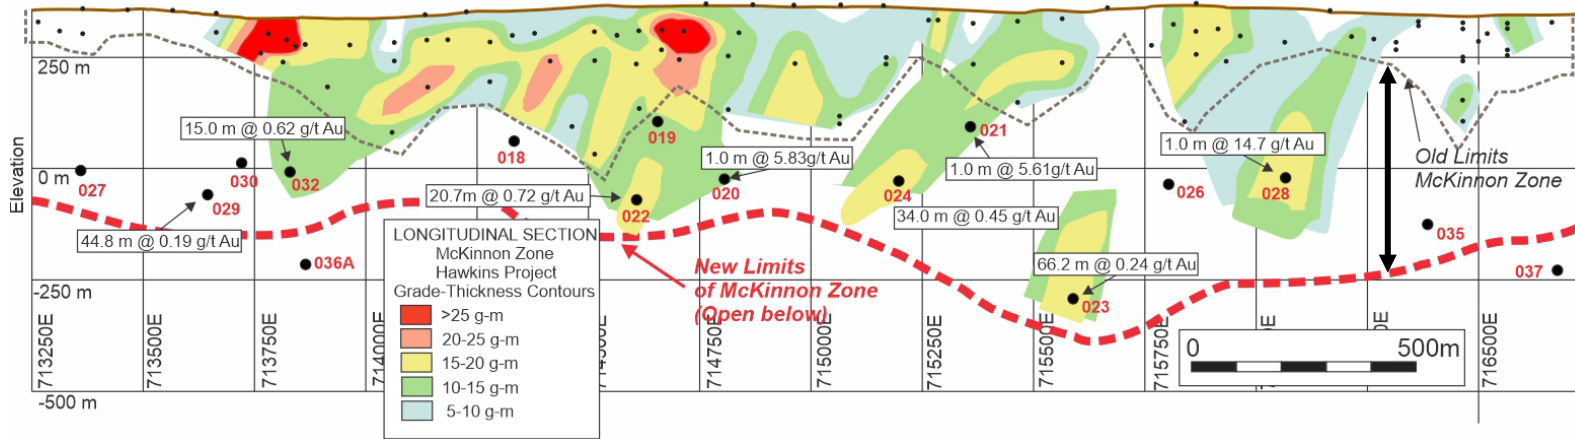 Elevation
250 m
0 m
-250 m
-500 m
15.0 m @ 0.62 g/t Au
027
030
029
032
44.8 m @ 0.19 g/t Au
036A
018
019
20.7m @ 0.72 g/t Au
022
1.0 m @ 5.83g/t Au
020
021
1.0 m @ 5.61g/t Au
024
34.0 m @ 0.45 g/t Au
66.2 m @ 0.24 g/t Au
023
026
1.0 m @ 14.7 g/t Au
028
Old Limits
McKinnon Zone
035
037
New Limits
of McKinnon Zone
(Open below)
LONGITUDINAL SECTION
McKinnon Zone
Hawkins Project
Grade-Thickness Contours
>25 g-m
20-25 g-m
15-20 g-m
10-15 g-m
5-10 g-m
713250E
713500E
713750E
714000E
714750E
715000E
715250E
715500E
715750E
716500E
0 500m